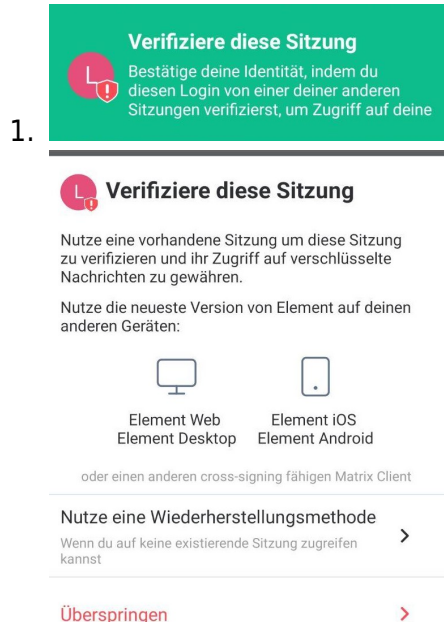 Verifiziere diese Sitzung
L
Bestätige deine Identität, indem du
diesen Login von einer deiner anderen
Sitzungen verifizierst, um Zugriff auf deine
1.
L
Verifiziere diese Sitzung
Nutze eine vorhandene Sitzung um diese Sitzung
zu verifizieren und ihr Zugriff auf verschlüsselte
Nachrichten zu gewähren.
Nutze die neueste Version von Element auf deinen
anderen Geräten:
Element Web
Element Desktop
Element iOS
Element Android
oder einen anderen cross-signing fähigen Matrix Client
Nutze eine Wiederherstellungsmethode
Wenn du auf keine existierende Sitzung zugreifen
kannst
Überspringen